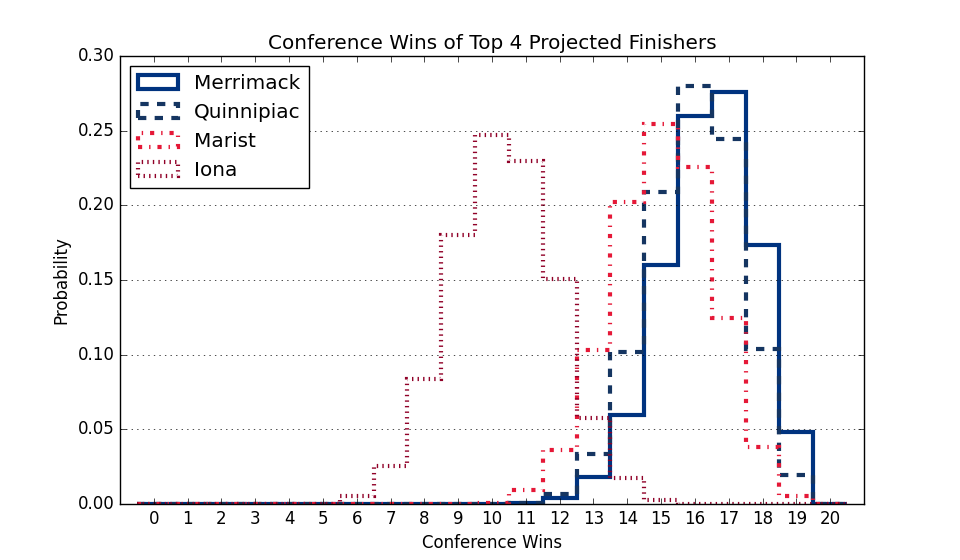 Conference Wins of Top 4 Projected Finishers
0.30
0.25
0.20
0.15
0.10
0.05
0.00
Probability
Merrimack
Quinnipiac
Marist
Iona
0 1 2 3 4 5 6 7 8 9 10 11 12 13 14 15 16 17 18 19 20
Conference Wins